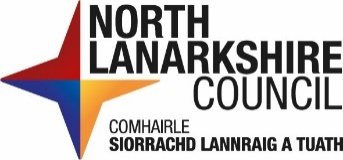 NORTH
LANARKSHIRE
COUNCIL
COMHAIRLE
SIORRACHD LANNRAIG A TUATH